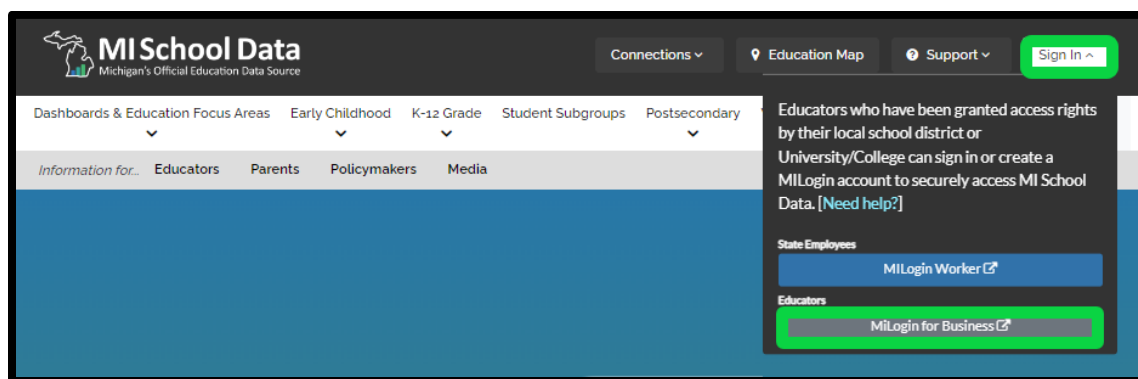 MI School Data
Michigan's Official Education Data Source
Connections
Education Map
Support
Sign In
Dashboards & Education Focus Areas
Early Childhood
K-12 Grade
Student Subgroups
Postsecondary
Information for...
Educators
Parents
Policymakers
Media
Educators who have been granted access rights
by their local school district or
University/College can sign in or create a
MILogin account to securely access MI School
Data. [Need help?]
State Employees
MILogin Worker
Educators
MiLogin for Business